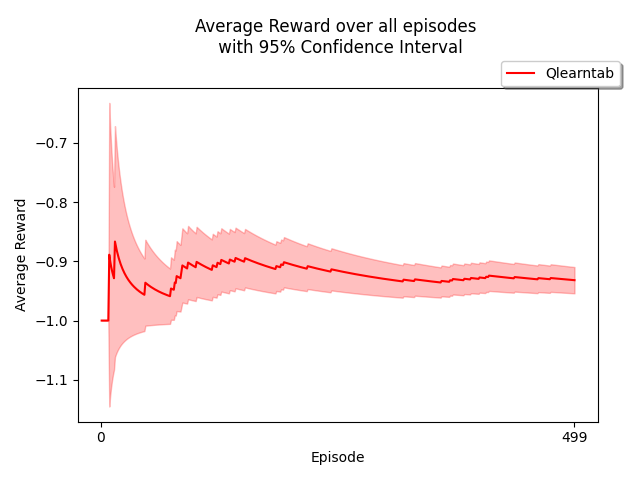 Average Reward over all episodes
with 95% Confidence Interval
Qlearntab
−0.7
−0.8
−0.9
−1.0
−1.1
Average Reward
0
499
Episode